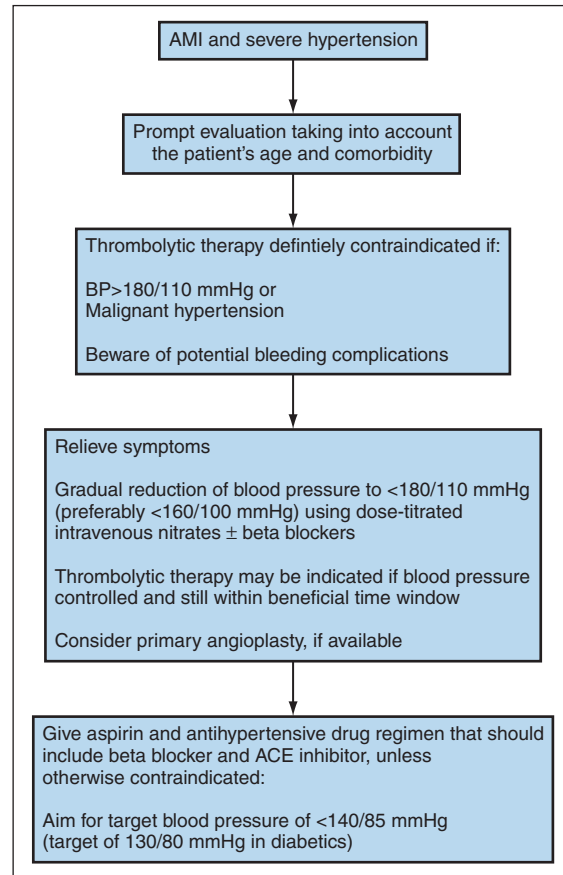 AMI and severe hypertension
Prompt evaluation taking into account
the patient's age and comorbidity
Thrombolytic therapy defintiely contraindicated if:
BP>180/110 mmHg or
Malignant hypertension
Beware of potential bleeding complications
Relieve symptoms
Gradual reduction of blood pressure to <180/110 mmHg
(preferably <160/100 mmHg) using dose-titrated
intravenous nitrates ± beta blockers
Thrombolytic therapy may be indicated if blood pressure
controlled and still within beneficial time window
Consider primary angioplasty, if available
Give aspirin and antihypertensive drug regimen that should
include beta blocker and ACE inhibitor, unless
otherwise contraindicated:
Aim for target blood pressure of <140/85 mmHg
(target of 130/80 mmHg in diabetics)